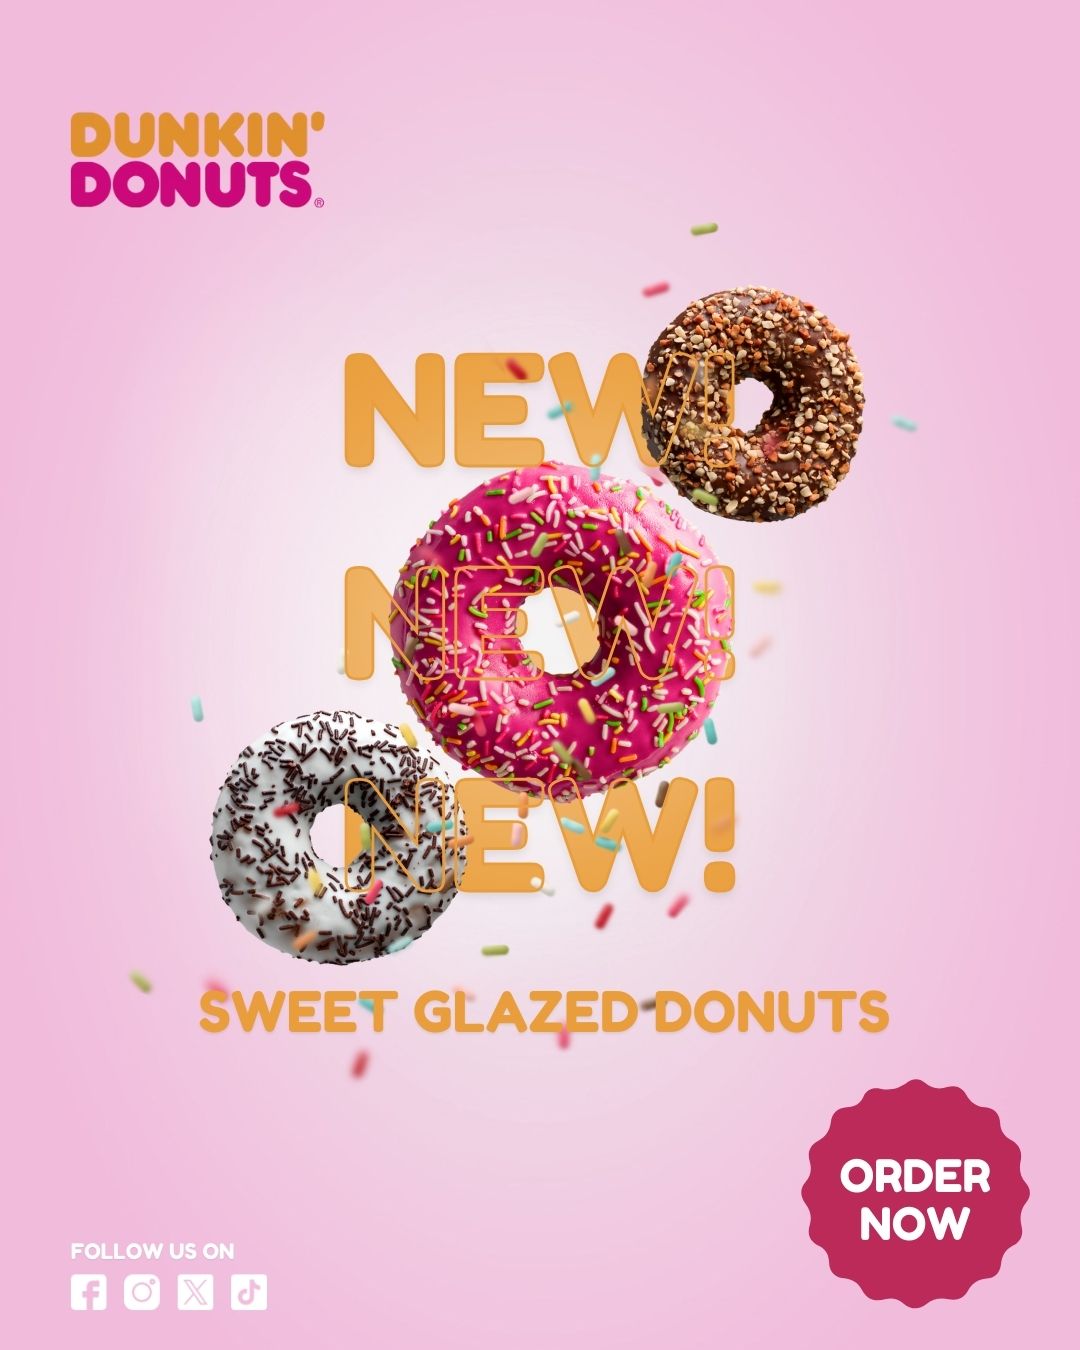 DUNKIN'
DONUTS®
NEW!
NEW!
NEW!
SWEET GLAZED DONUTS
ORDER
NOW
FOLLOW US ON